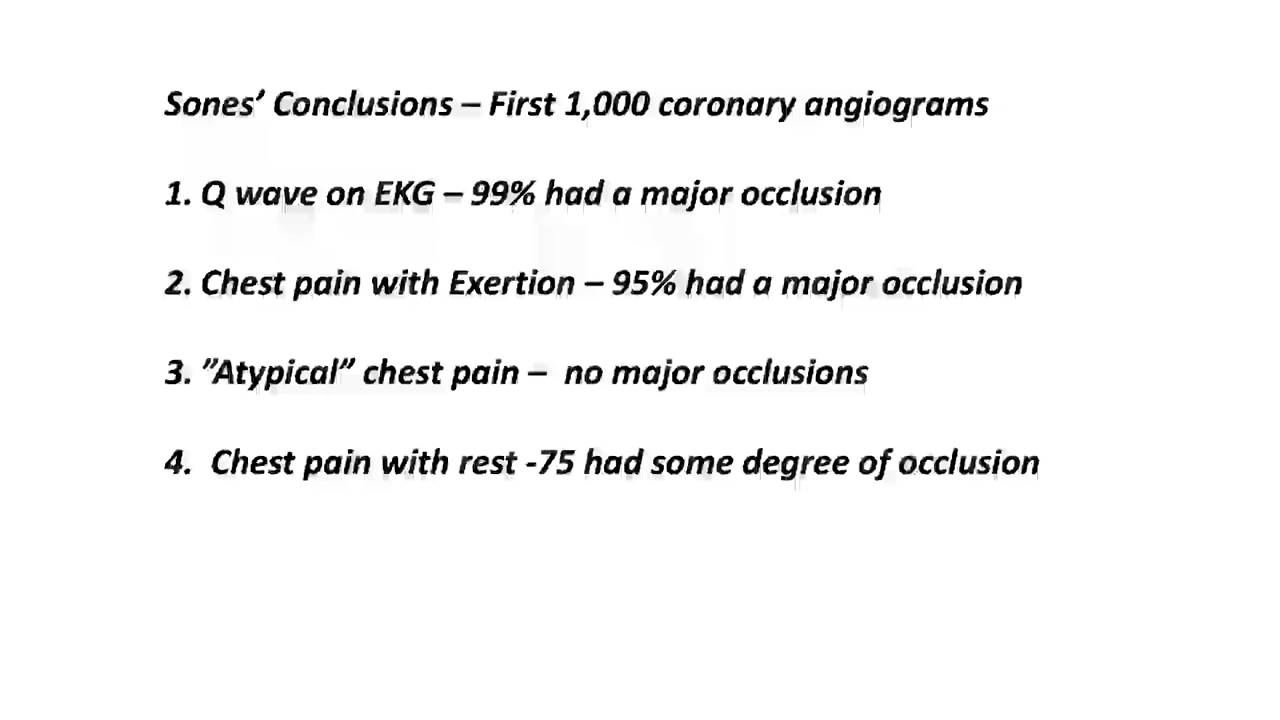 Sones’ Conclusions – First 1,000 coronary angiograms
1. Q wave on EKG – 99% had a major occlusion
2. Chest pain with Exertion – 95% had a major occlusion
3. ”Atypical” chest pain –  no major occlusions
4.  Chest pain with rest -75 had some degree of occlusion